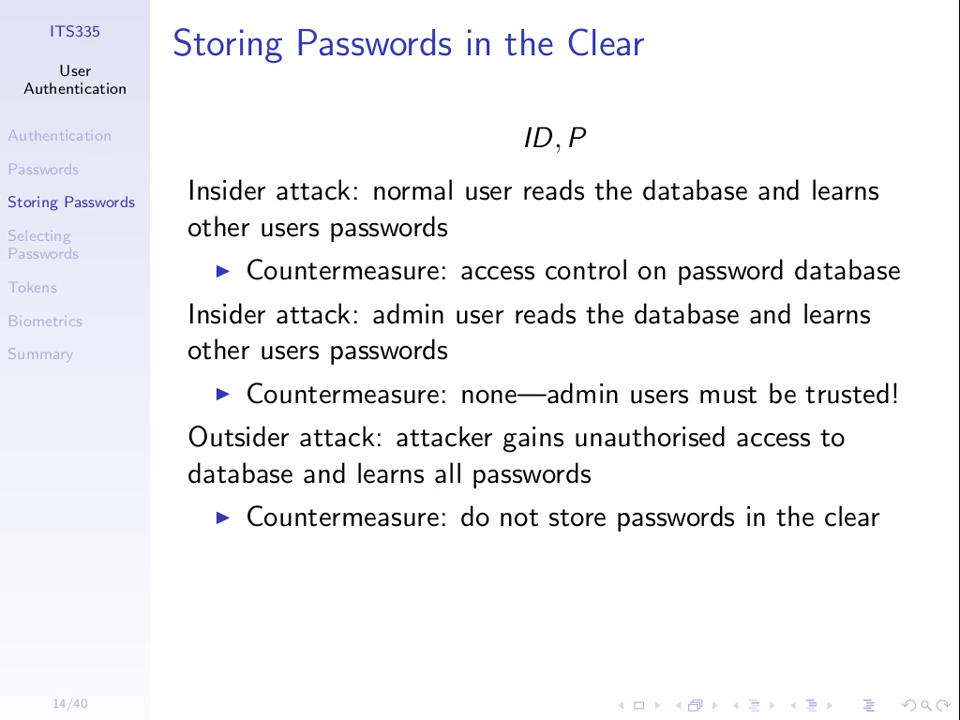 ITS335
User
Authentication
Authentication
Passwords
Storing Passwords
Selecting
Passwords
Tokens
Biometrics
Summary
14/40
Storing Passwords in the Clear
ID, P
Insider attack: normal user reads the database and learns
other users passwords
▶ Countermeasure: access control on password database
Insider attack: admin user reads the database and learns
other users passwords
▶ Countermeasure: none—admin users must be trusted!
Outsider attack: attacker gains unauthorised access to
database and learns all passwords
▶ Countermeasure: do not store passwords in the clear